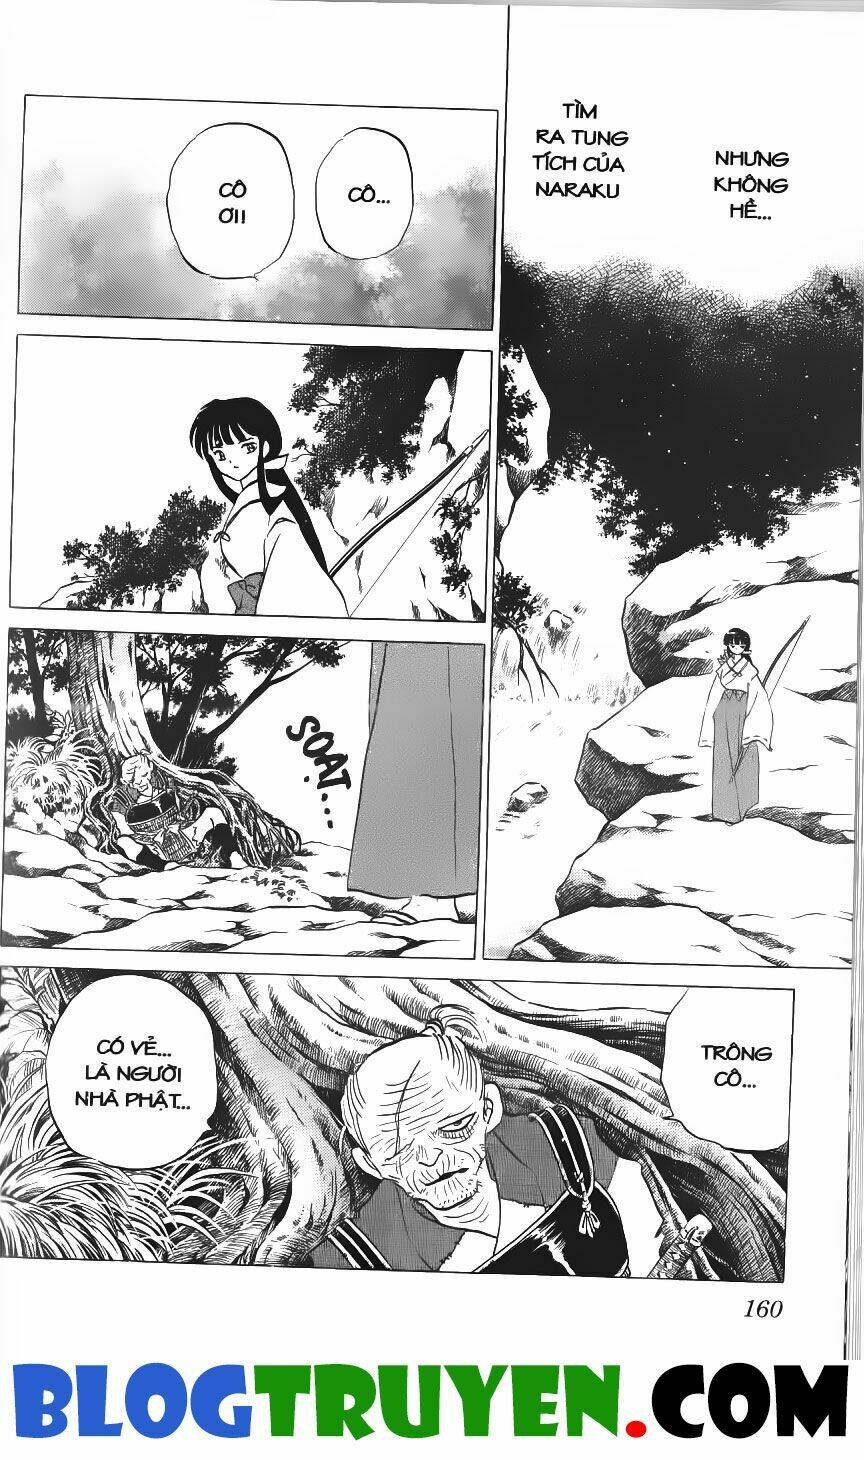 NHƯNG
KHÔNG
HỀ...
TÌM
RA TUNG
TÍCH CỦA
NARAKU
CÔ...
CÔ
ƠI!
SOẠT...
TRÔNG
CÔ...
CÓ VẺ...
LÀ NGƯỜI
NHÀ PHẬT...
160
BLOGTRUYEN.COM